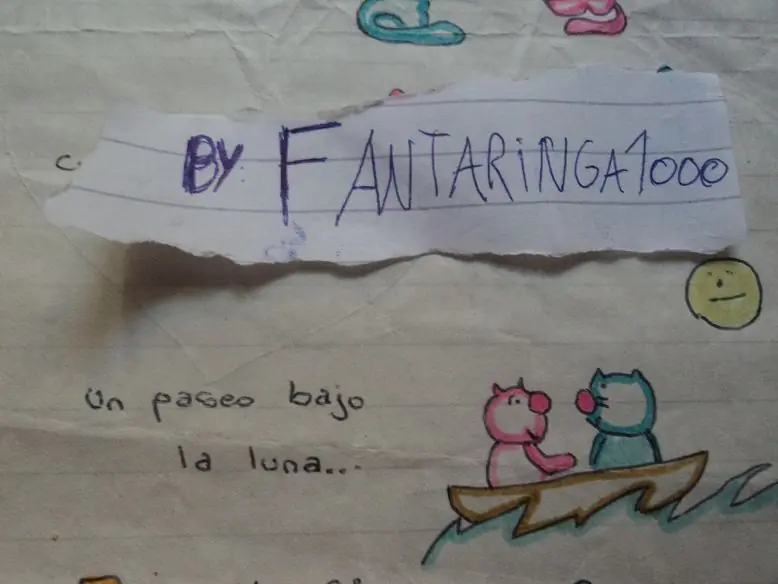 c.
BY FANTARiNGA1000
un paseo bajo
la luna...